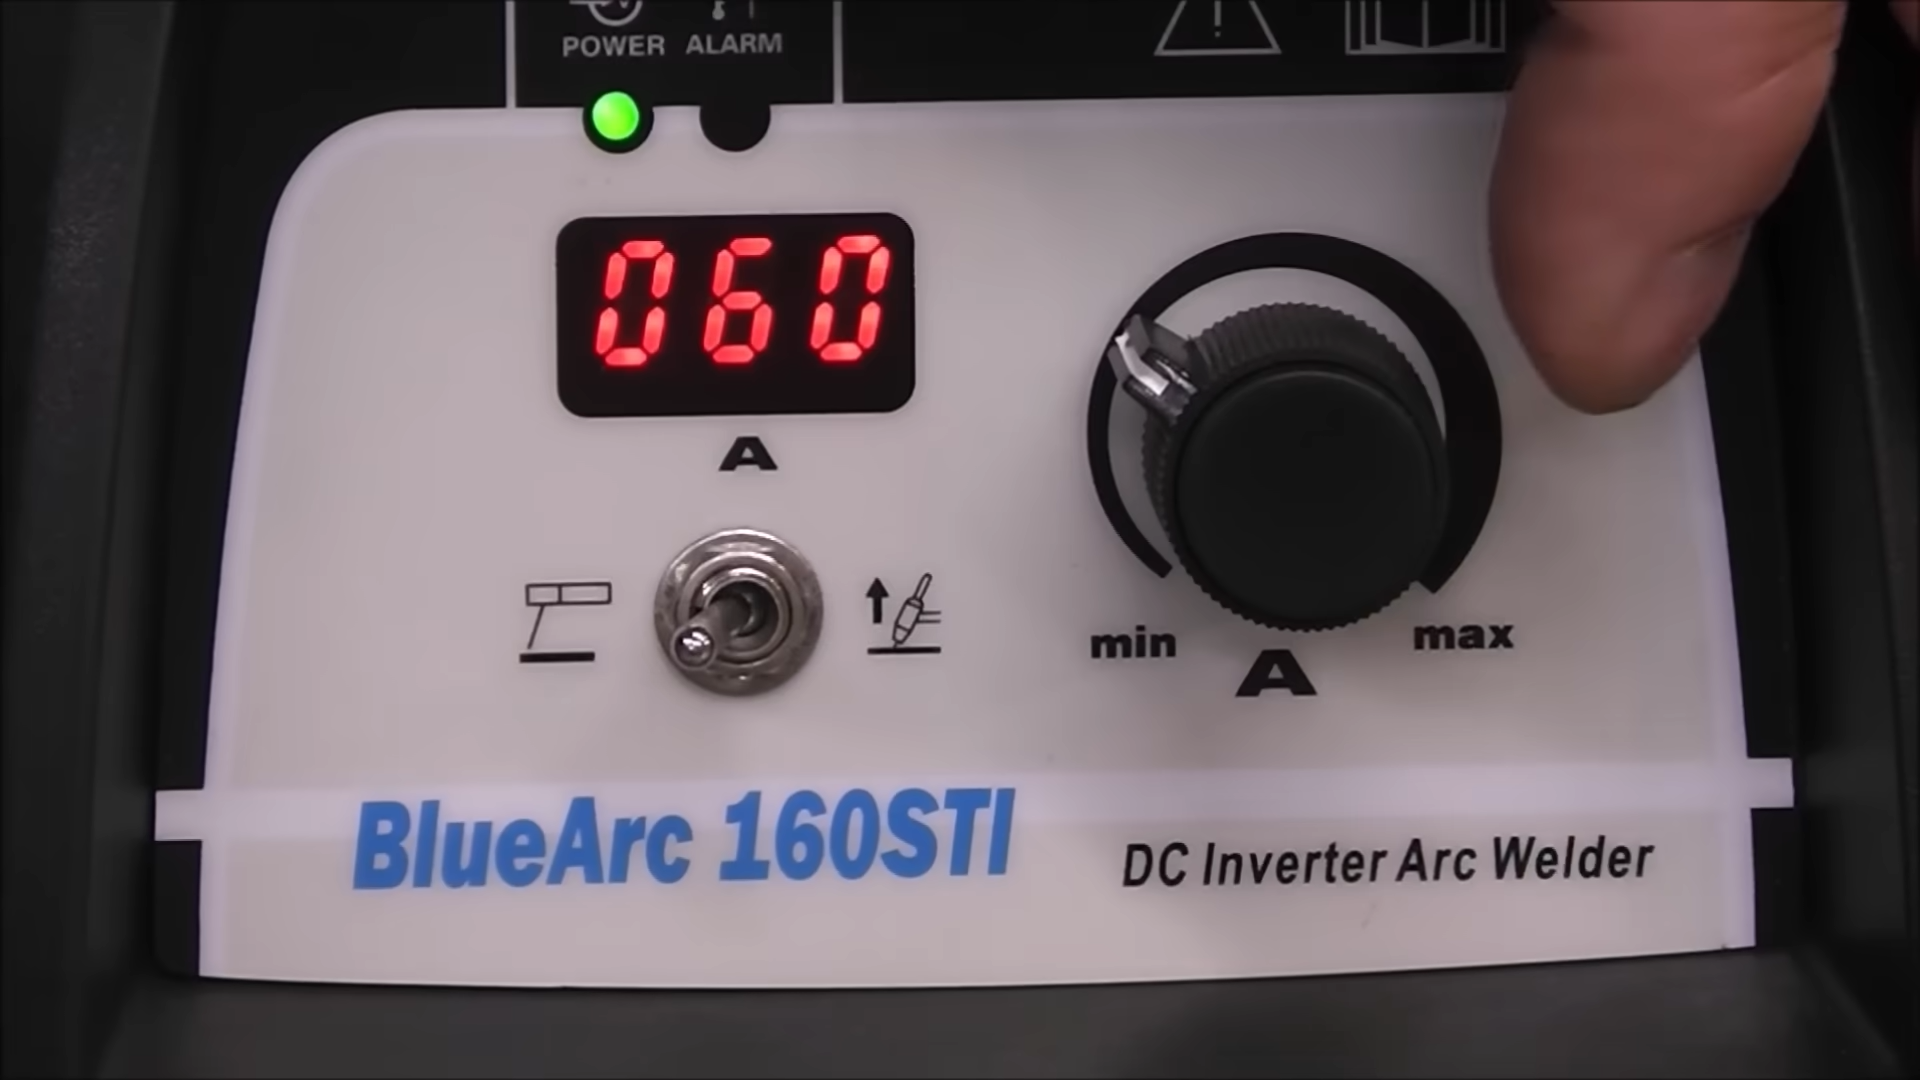 POWER ALARM
060
A
min max
A
BlueArc 160STI
DC Inverter Arc Welder